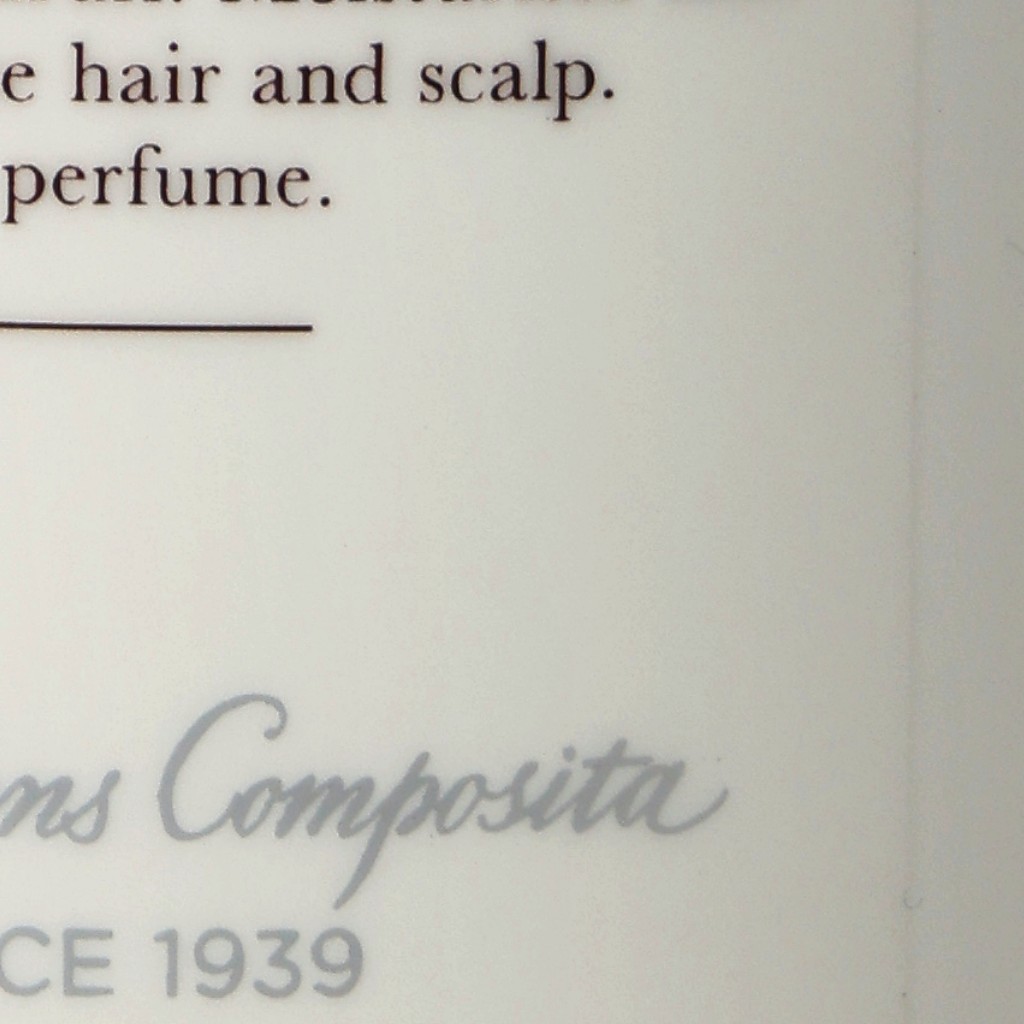 e hair and scalp.
perfume.
ns Composita
CE 1939